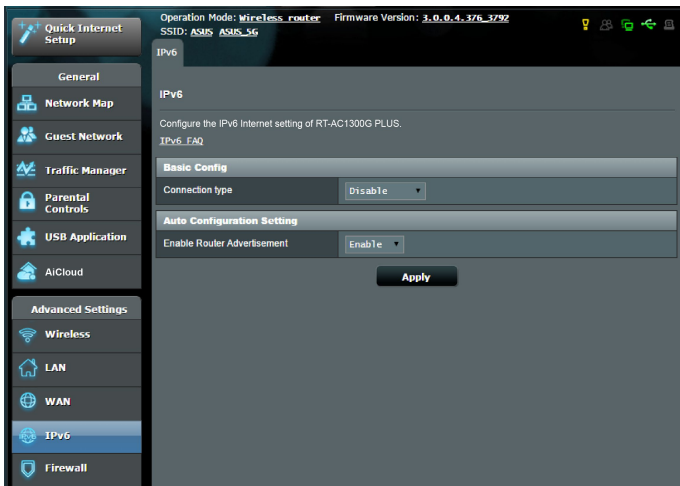 Quick Internet
Setup
Operation Mode: Wireless router Firmware Version: 3.0.0.4.376_3792
SSID: ASUS ASUS_5G
IPv6
General
Network Map
Guest Network
Traffic Manager
Parental
Controls
USB Application
AiCloud
Advanced Settings
Wireless
LAN
WAN
IPv6
Firewall
IPv6
Configure the IPv6 Internet setting of RT-AC1300G PLUS.
IPv6 FAQ
Basic Config
Connection type Disable
Auto Configuration Setting
Enable Router Advertisement Enable
Apply